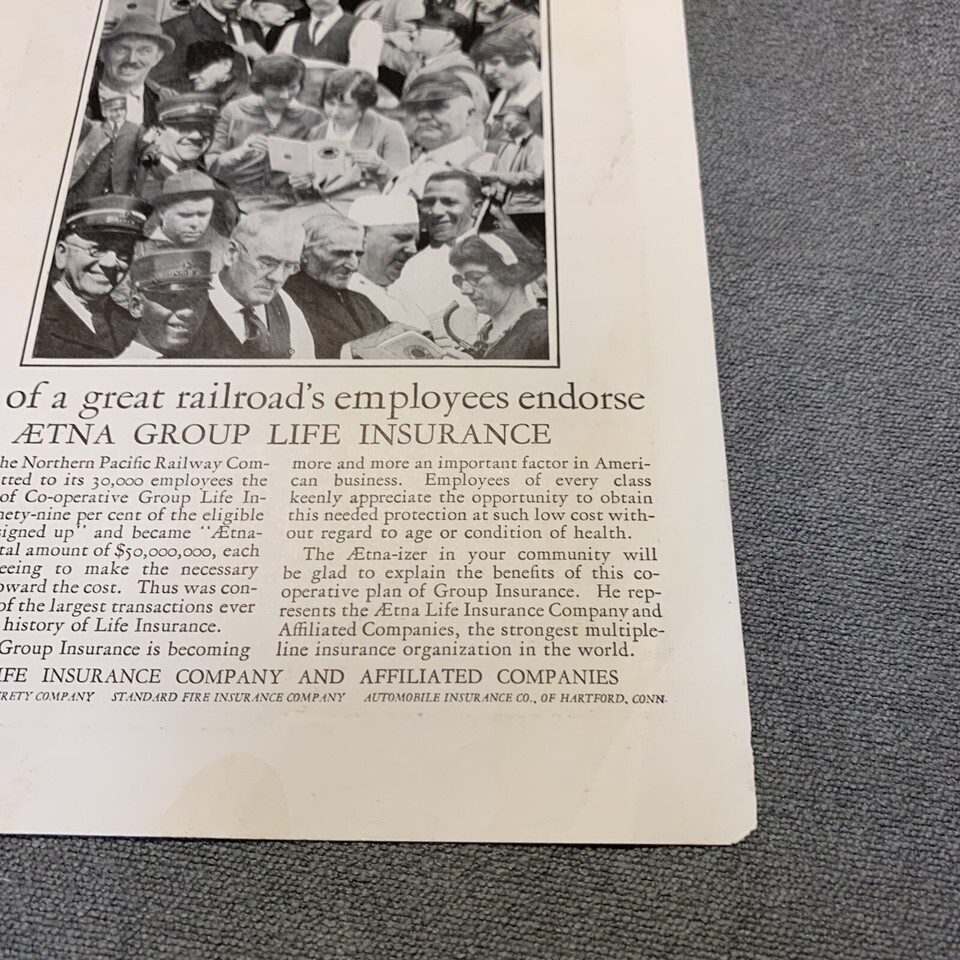 of a great railroad's employees endorse
ÆTNA GROUP LIFE INSURANCE
he Northern Pacific Railway Com-
tted to its 30,000 employees the
of Co-operative Group Life In-
nety-nine per cent of the eligible
signed up" and became "Ætna-
tal amount of $50,000,000, each
eeing to make the necessary
oward the cost. Thus was con-
of the largest transactions ever
history of Life Insurance.
Group Insurance is becoming
more and more an important factor in Ameri-
can business. Employees of every class
keenly appreciate the opportunity to obtain
this needed protection at such low cost with-
out regard to age or condition of health.
The Ætna-izer in your community will
be glad to explain the benefits of this co-
operative plan of Group Insurance. He rep-
resents the Ætna Life Insurance Company and
Affiliated Companies, the strongest multiple-
line insurance organization in the world.
IFE INSURANCE COMPANY AND AFFILIATED COMPANIES
RETY COMPANY STANDARD FIRE INSURANCE COMPANY AUTOMOBILE INSURANCE CO., OF HARTFORD, CONN.